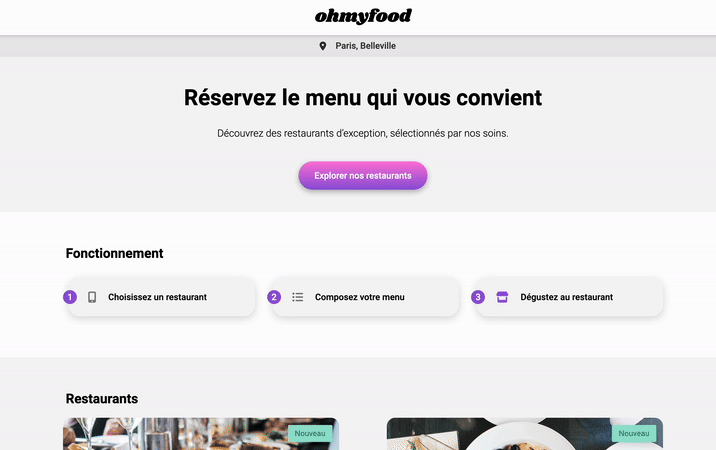 ohmyfood
Paris, Belleville
Réservez le menu qui vous convient
Découvrez des restaurants d'exception, sélectionnés par nos soins.
Explorer nos restaurants
Fonctionnement
1 Choisissez un restaurant
2 Composez votre menu
3 Dégustez au restaurant
Restaurants
Nouveau
Nouveau